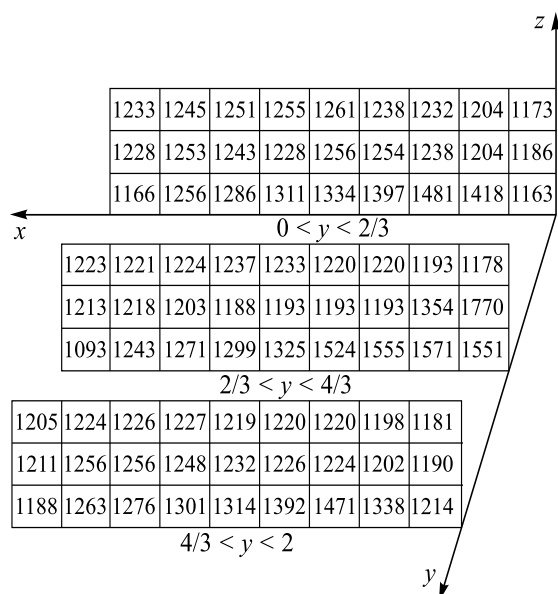 z
1233 1245 1251 1255 1261 1238 1232 1204 1173
1228 1253 1243 1228 1256 1254 1238 1204 1186
1166 1256 1286 1311 1334 1397 1481 1418 1163
x
0 < y < 2/3
1223 1221 1224 1237 1233 1220 1220 1193 1178
1213 1218 1203 1188 1193 1193 1193 1354 1770
1093 1243 1271 1299 1325 1524 1555 1571 1551
2/3 < y < 4/3
1205 1224 1226 1227 1219 1220 1220 1198 1181
1211 1256 1256 1248 1232 1226 1224 1202 1190
1188 1263 1276 1301 1314 1392 1471 1338 1214
4/3 < y < 2
y